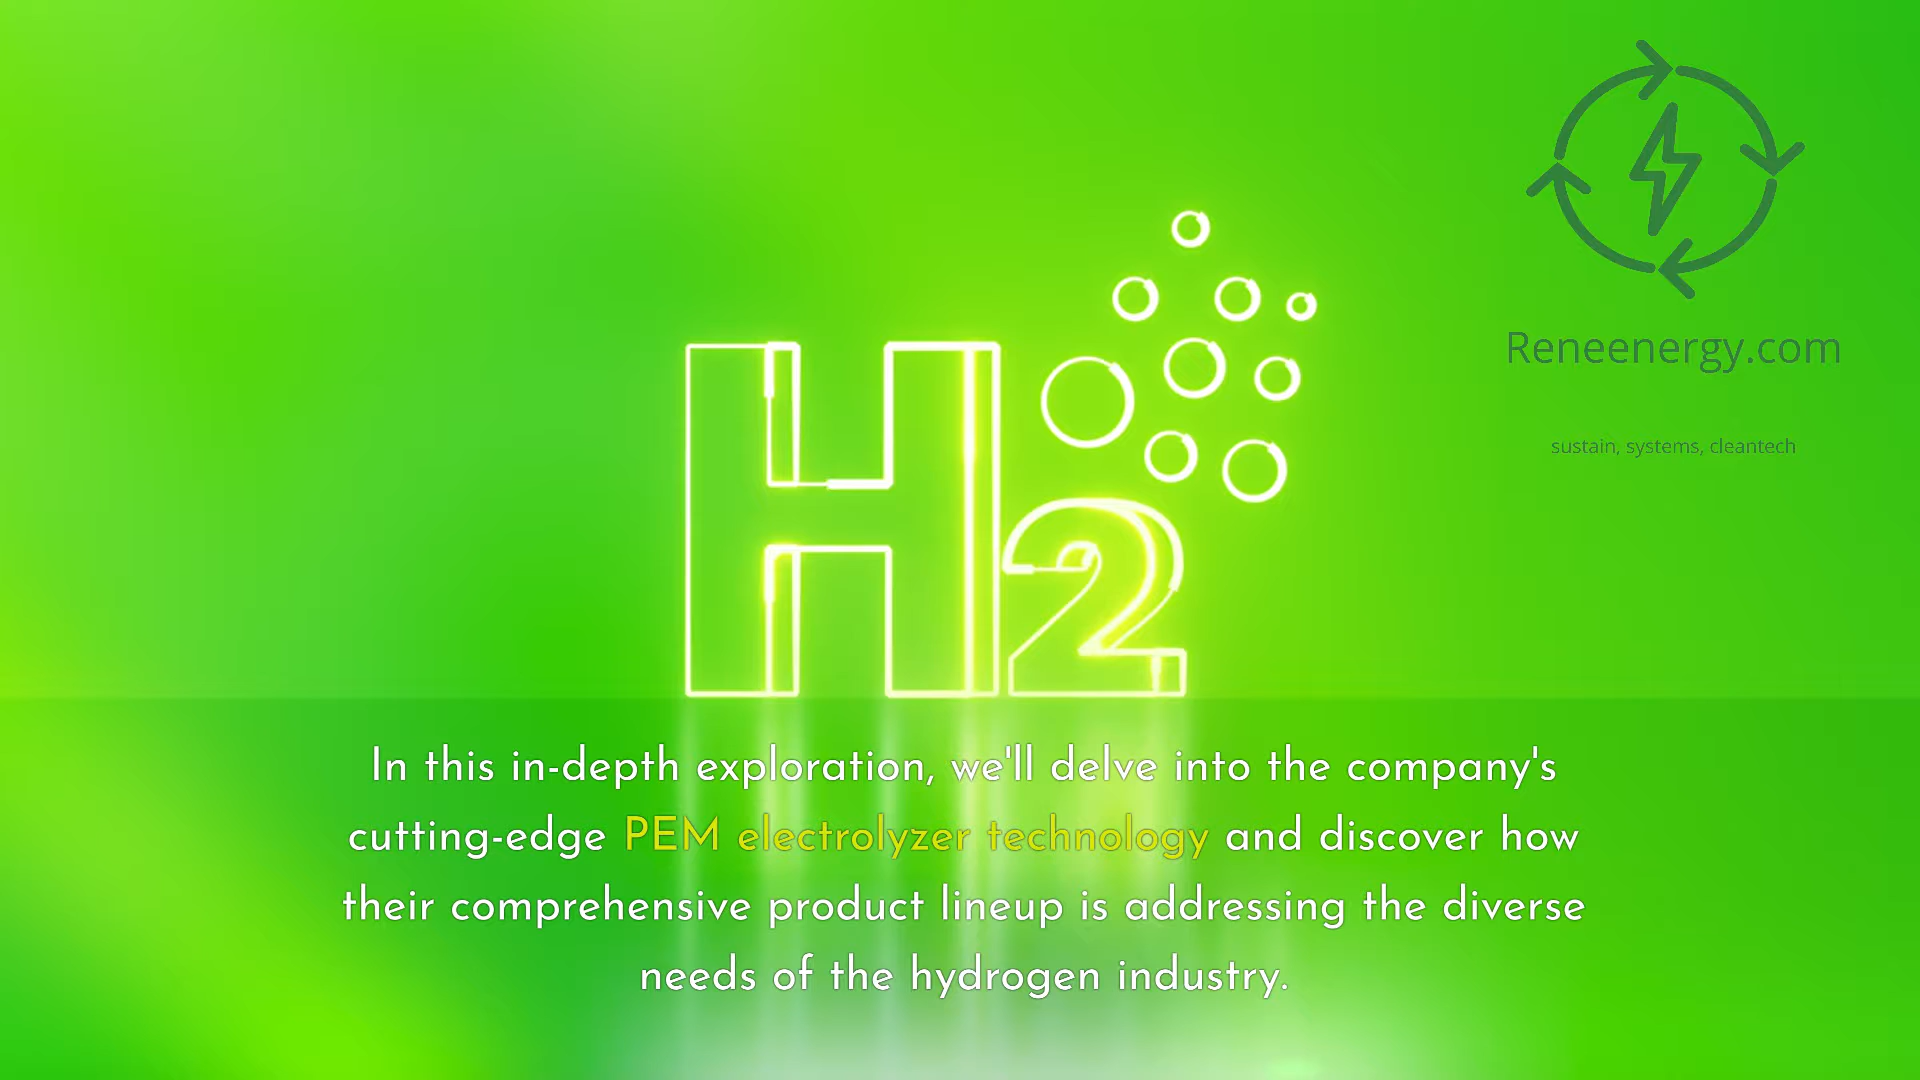 Reneenergy.com
sustain, systems, cleantech
H2
In this in-depth exploration, we'll delve into the company's
cutting-edge PEM electrolyzer technology and discover how
their comprehensive product lineup is addressing the diverse
needs of the hydrogen industry.